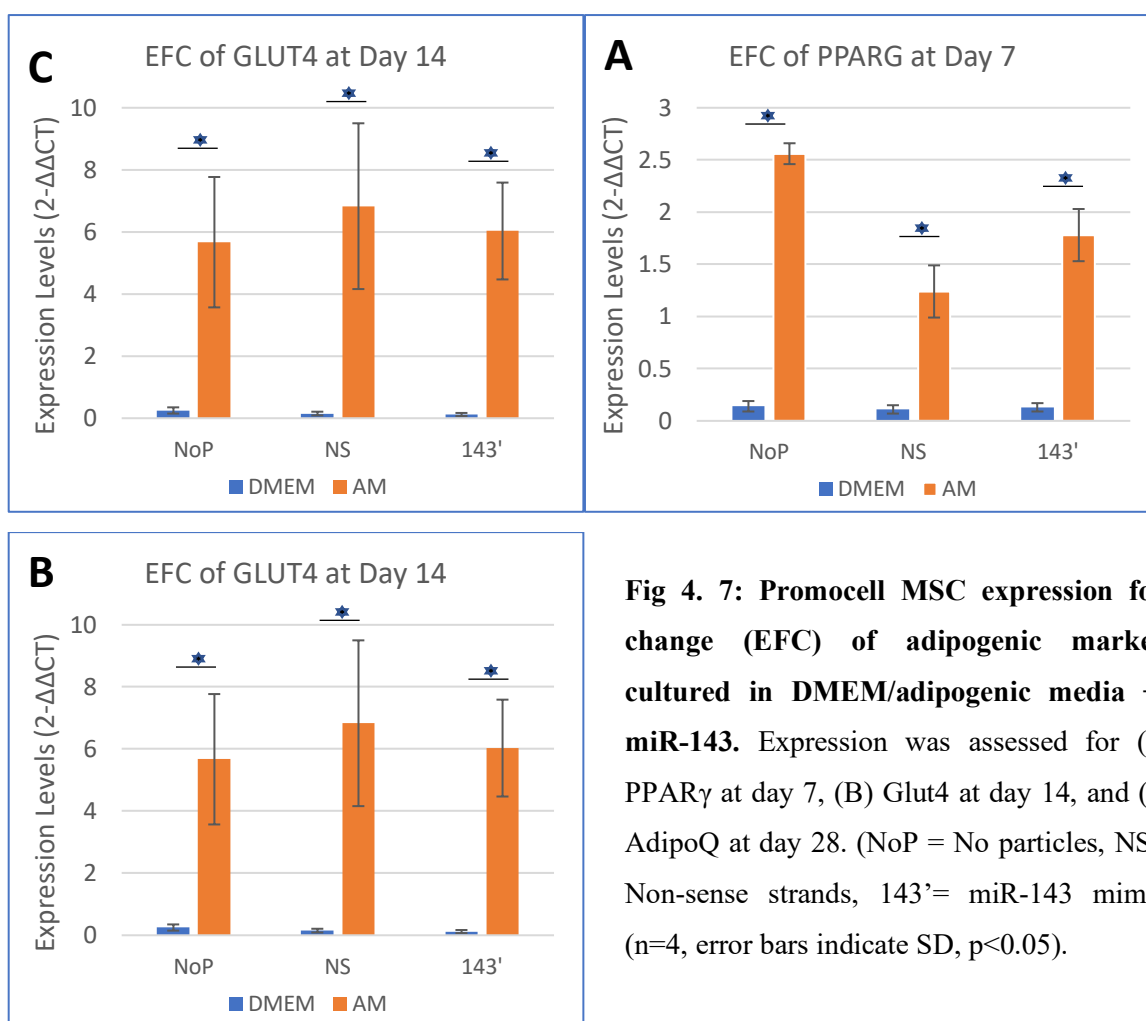 C
EFC of GLUT4 at Day 14
Expression Levels (2-ΔΔCT)
10
8
6
4
2
0
NoP NS 143'
DMEM AM
A
EFC of PPARG at Day 7
Expression Levels (2-ΔΔCT)
3
2.5
2
1.5
1
0.5
0
NoP NS 143'
DMEM AM
B
EFC of GLUT4 at Day 14
Expression Levels (2-ΔΔCT)
10
8
6
4
2
0
NoP NS 143'
DMEM AM
Fig 4. 7: Promocell MSC expression fo
change (EFC) of adipogenic marke
cultured in DMEM/adipogenic media
miR-143. Expression was assessed for (
PPARγ at day 7, (B) Glut4 at day 14, and (
AdipoQ at day 28. (NoP = No particles, NS
Non-sense strands, 143’= miR-143 mim
(n=4, error bars indicate SD, p<0.05).